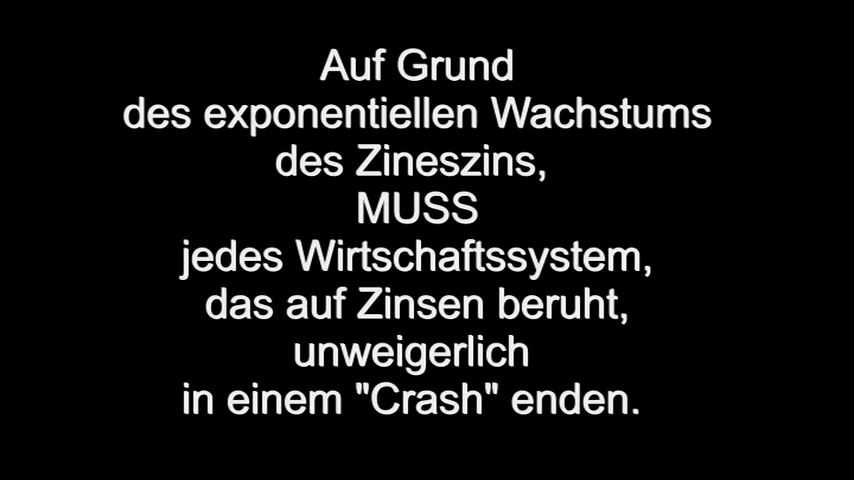 Auf Grund
des exponentiellen Wachstums
des Zineszins,
MUSS
jedes Wirtschaftssystem,
das auf Zinsen beruht,
unweigerlich
in einem "Crash" enden.